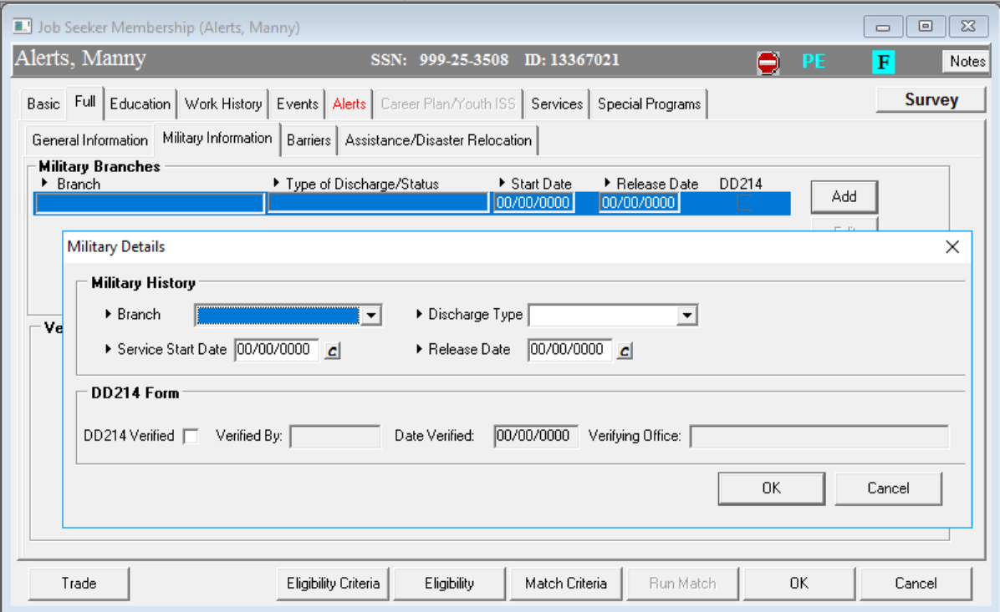 Job Seeker Membership (Alerts, Manny)
Alerts, Manny SSN: 999-25-3508 ID: 13367021 PE F Notes
Basic Full Education Work History Events Alerts Career Plan/Youth ISS Services Special Programs Survey
General Information Military Information Barriers Assistance/Disaster Relocation
Military Branches
Branch Type of Discharge/Status Start Date Release Date DD214
00/00/0000 00/00/0000 Add
Military Details
Military History
Branch Discharge Type
Ve
Service Start Date 00/00/0000 c Release Date 00/00/0000 c
DD214 Form
DD214 Verified Verified By: Date Verified: 00/00/0000 Verifying Office:
OK Cancel
Trade Eligibility Criteria Eligibility Match Criteria Run Match OK Cancel